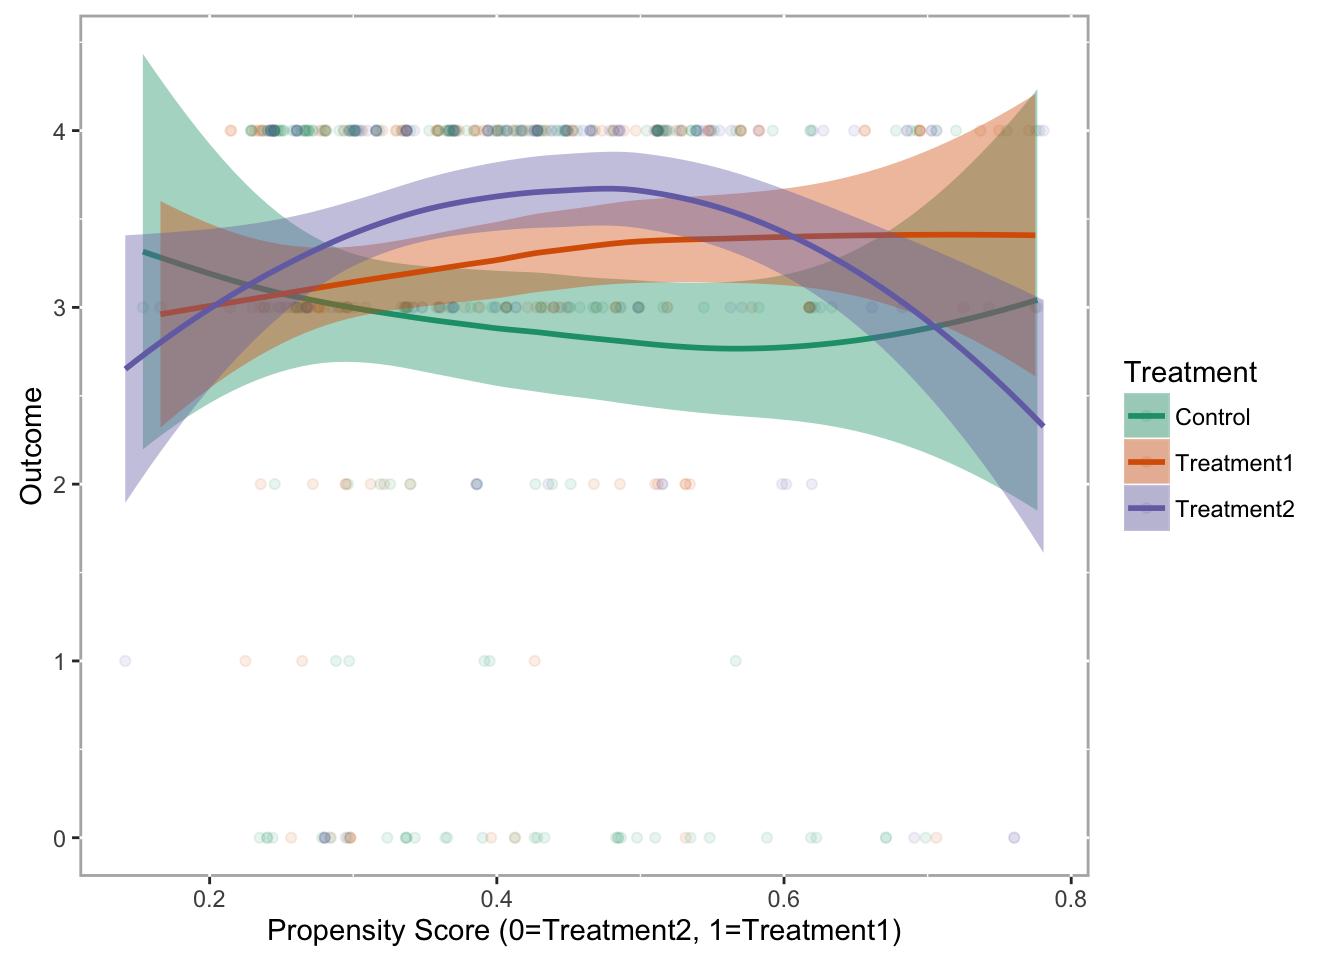 4
3
2
1
0
Outcome
0.2 0.4 0.6 0.8
Propensity Score (0=Treatment2, 1=Treatment1)
Treatment
Control
Treatment1
Treatment2